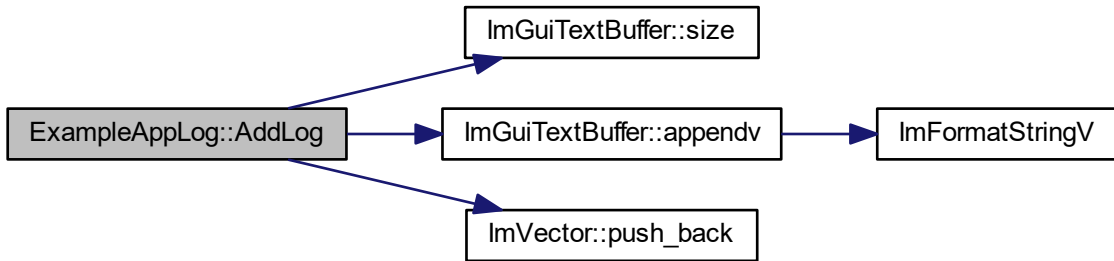 ImGuiTextBuffer::size
ExampleAppLog::AddLog
ImGuiTextBuffer::appendv
ImFormatStringV
ImVector::push_back